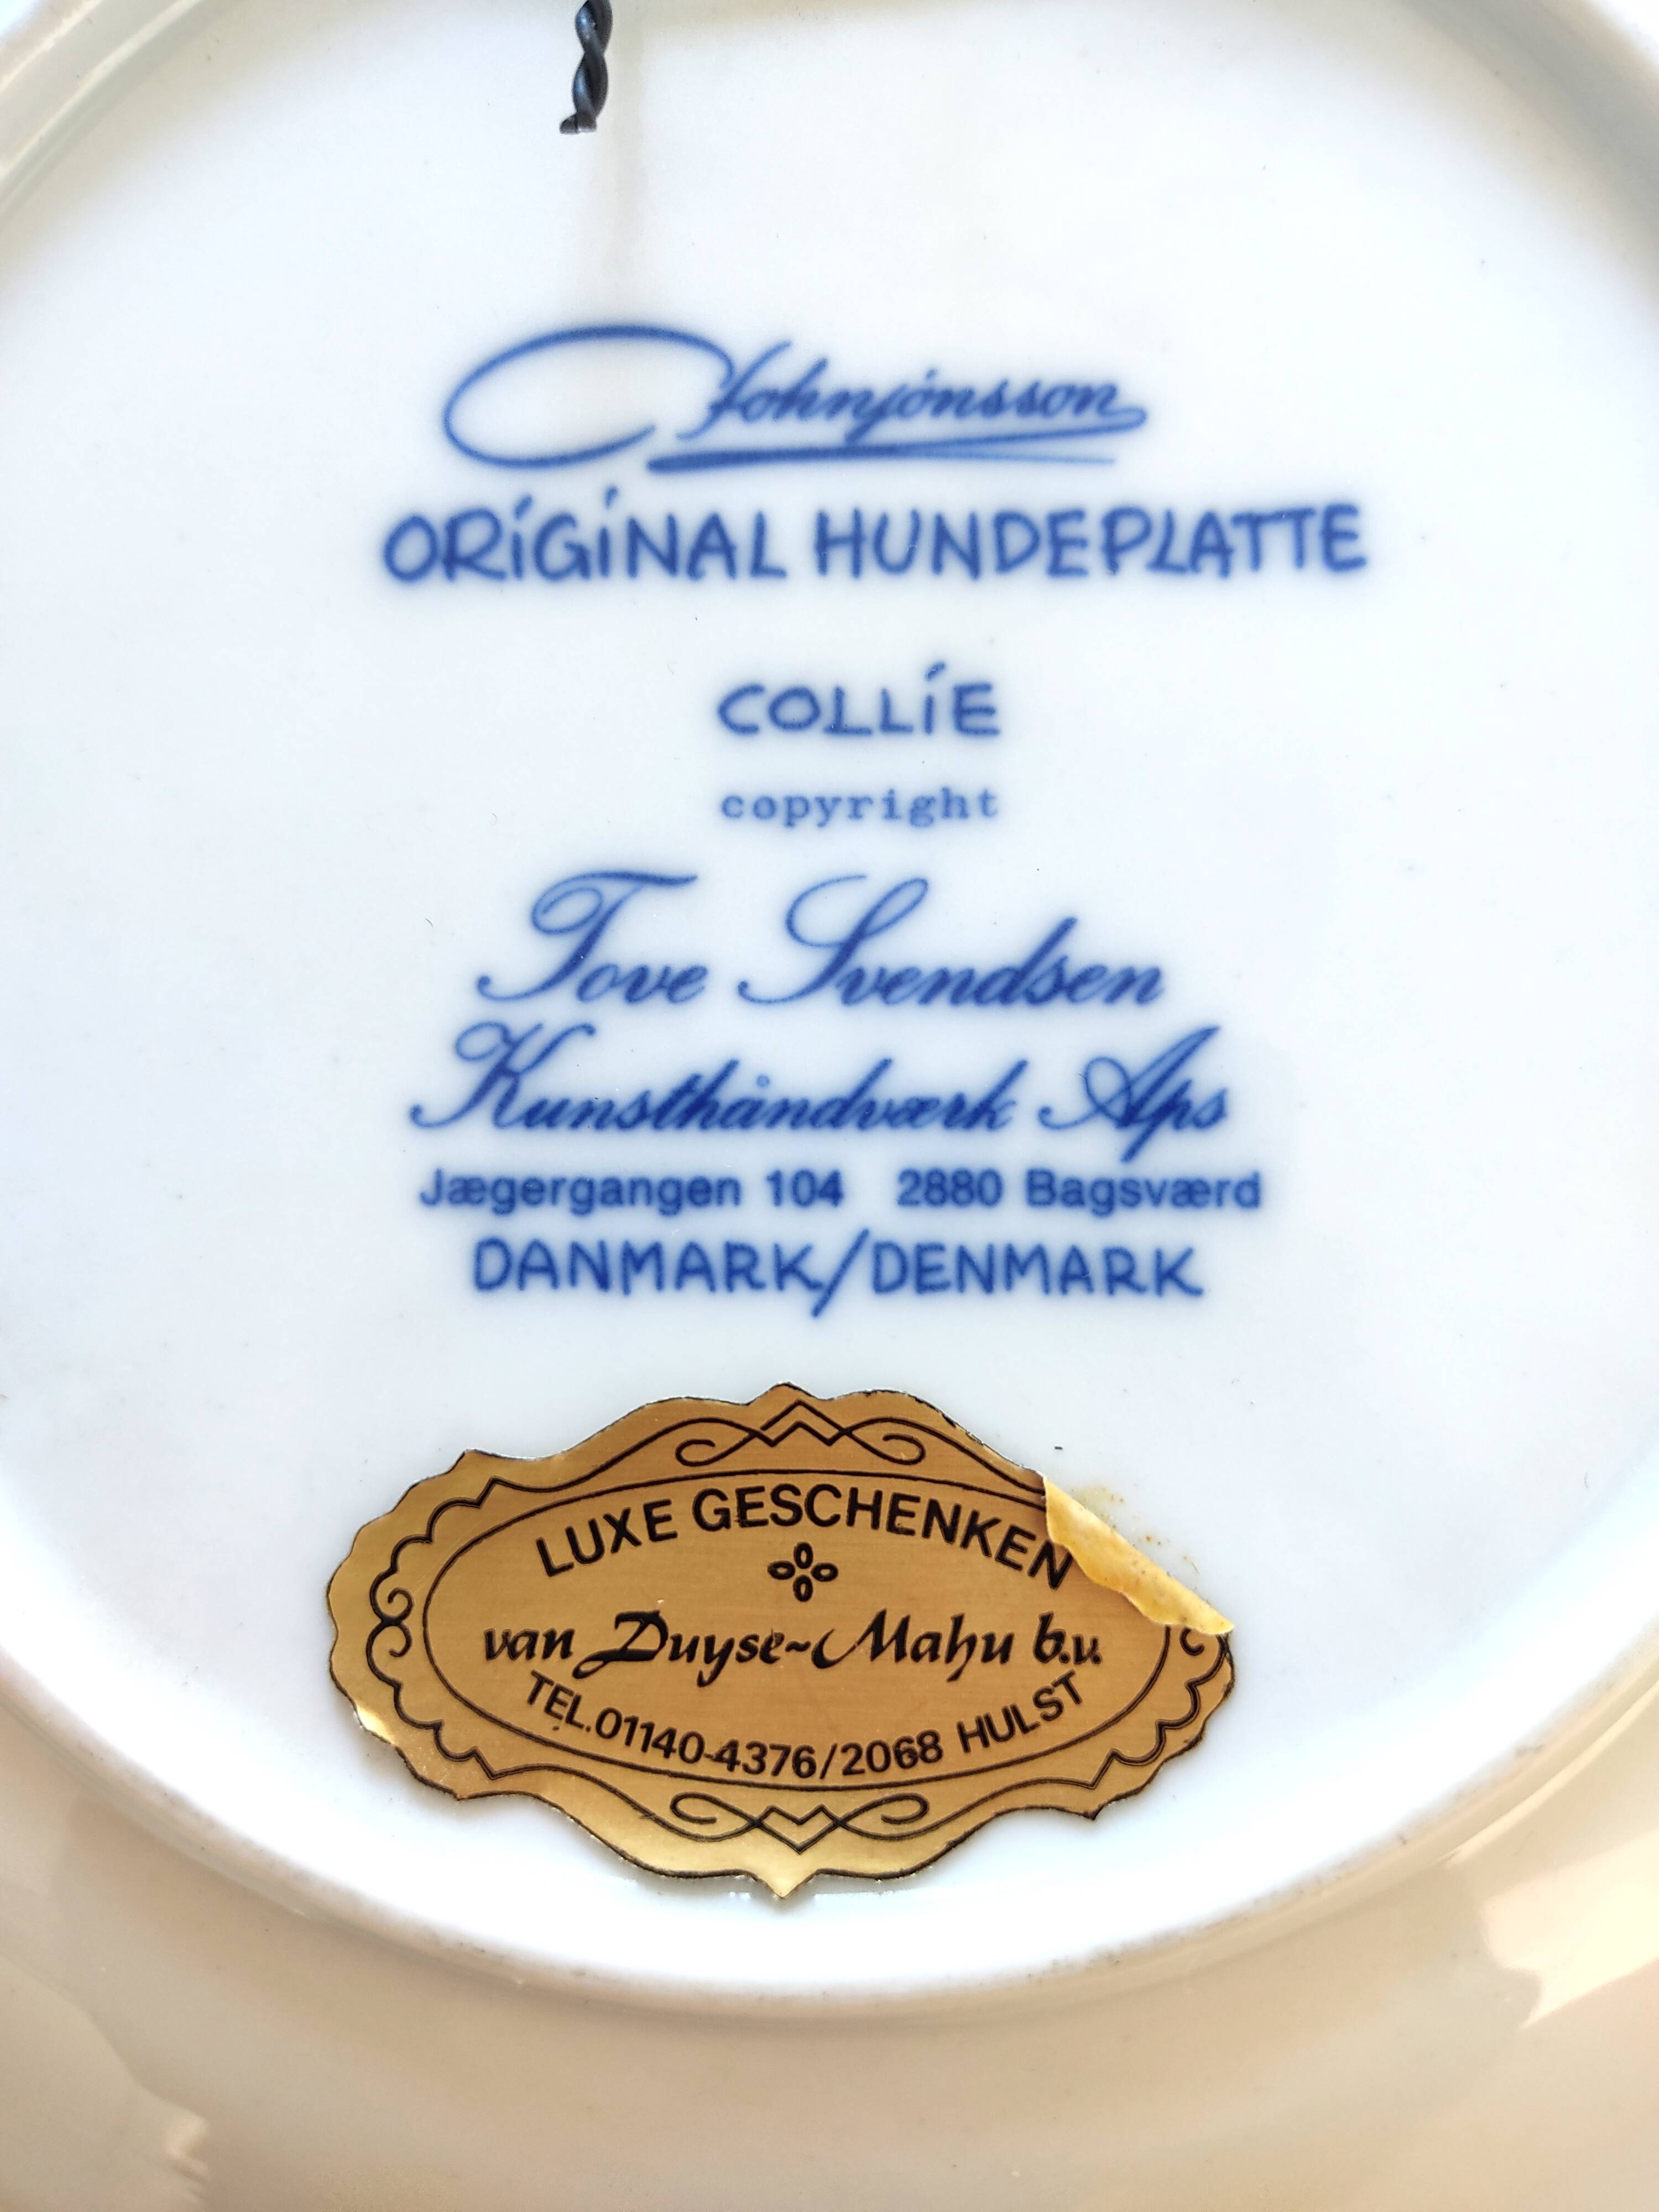 Johnjónsson
ORIGINAL HUNDEPLATTE
COLLIE
copyright
Tove Svendsen
Kunsthåndværk Aps
Jægergangen 104 2880 Bagsværd
DANMARK/DENMARK
LUXE GESCHENKEN
van Duyse-Mahu b.v.
TEL.01140-4376/2068 HULST